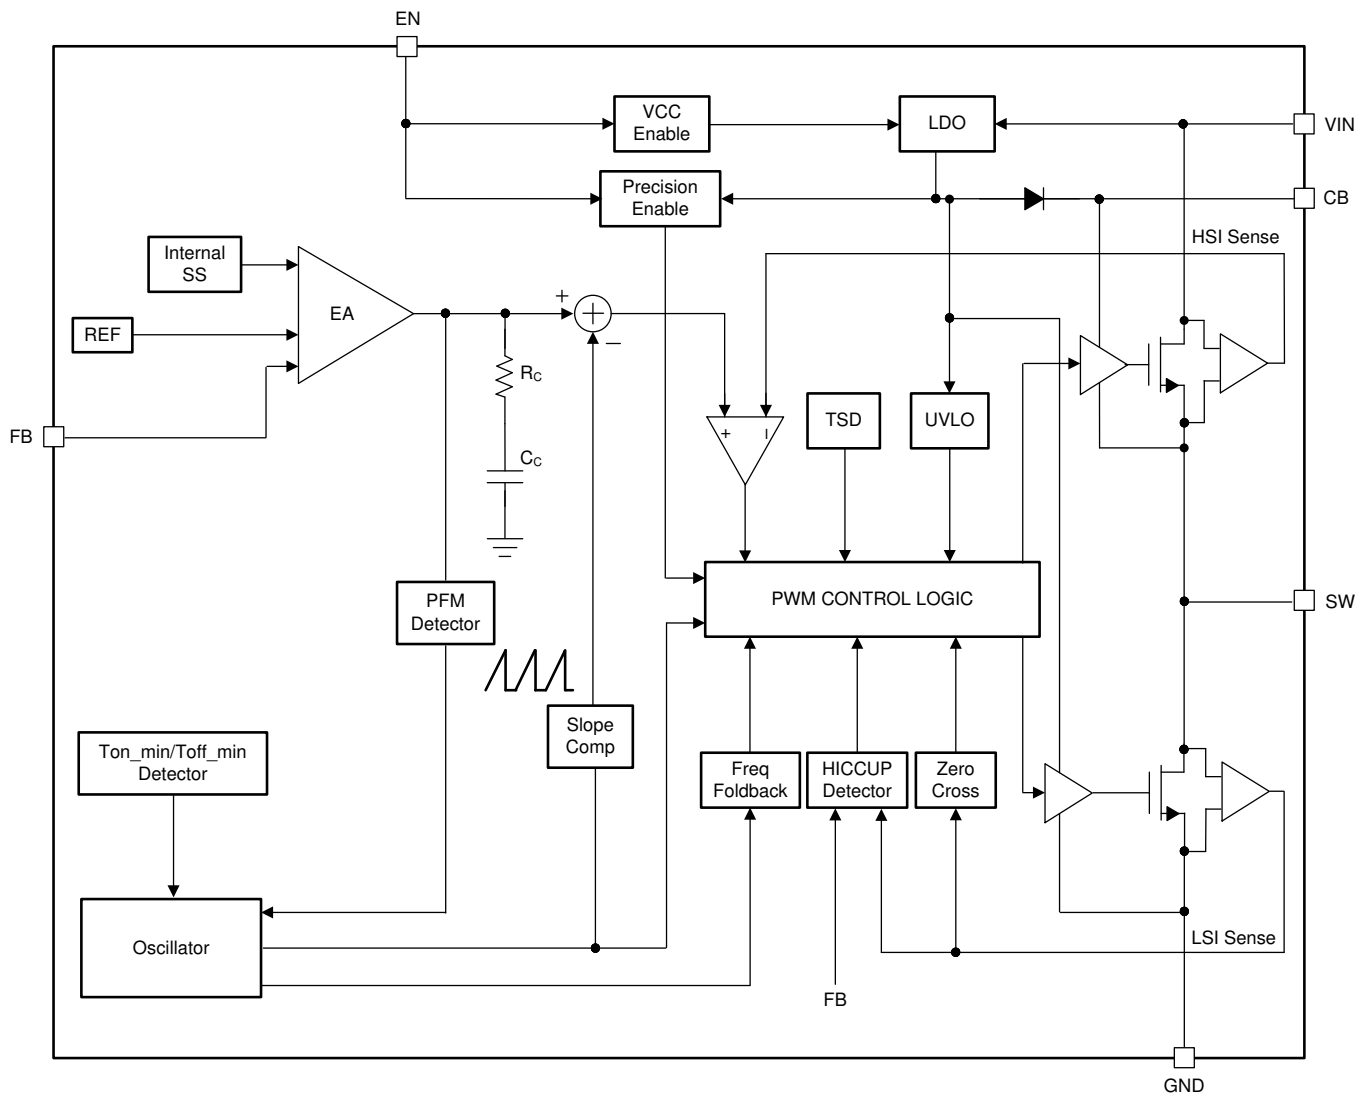 EN
VCC
Enable
LDO
VIN
Precision
Enable
CB
HSI Sense
Internal
SS
EA
REF
+
−
+
RC
FB
CC
+
−
TSD
UVLO
PWM CONTROL LOGIC
SW
PFM
Detector
Slope
Comp
Ton_min/Toff_min
Detector
Freq
Foldback
HICCUP
Detector
Zero
Cross
Oscillator
LSI Sense
FB
GND